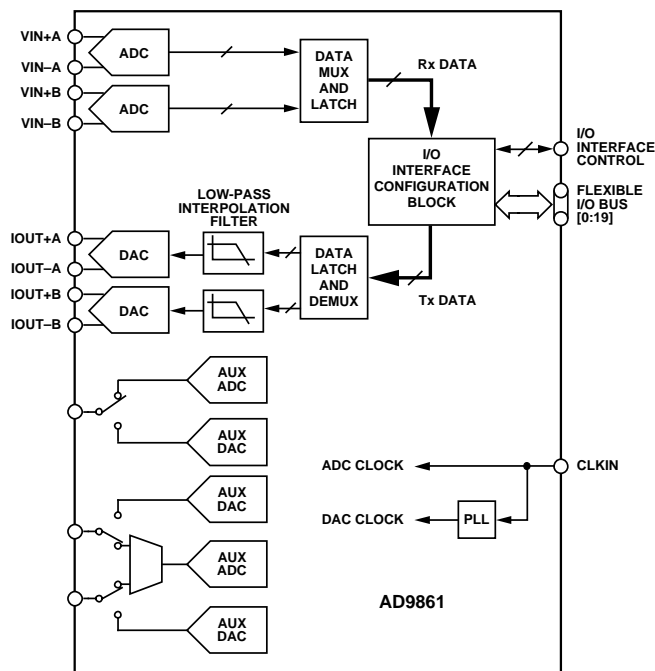 VIN+A
VIN–A
VIN+B
VIN–B
ADC
ADC
DATA
MUX
AND
LATCH
Rx DATA
I/O
INTERFACE
CONFIGURATION
BLOCK
I/O
INTERFACE
CONTROL
FLEXIBLE
I/O BUS
[0:19]
LOW-PASS
INTERPOLATION
FILTER
IOUT+A
IOUT–A
IOUT+B
IOUT–B
DAC
DAC
DATA
LATCH
AND
DEMUX
Tx DATA
AUX
ADC
AUX
DAC
AUX
DAC
AUX
ADC
AUX
DAC
ADC CLOCK
CLKIN
DAC CLOCK
PLL
AD9861